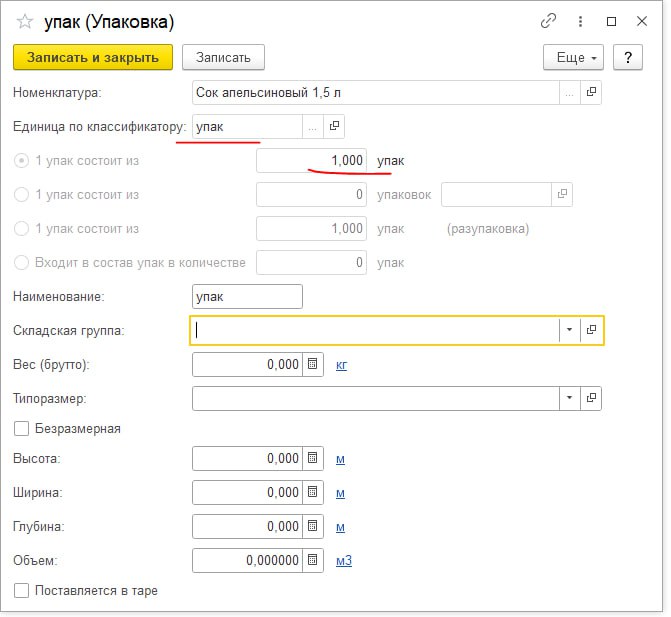 упак (Упаковка)
Записать и закрыть Записать Еще ?
Номенклатура: Сок апельсиновый 1,5 л ...
Единица по классификатору: упак ...
1 упак состоит из 1,000 упак
1 упак состоит из 0 упаковок
1 упак состоит из 1,000 упак (разупаковка)
Входит в состав упак в количестве 0 упак
Наименование: упак
Складская группа:
Вес (брутто): 0,000 кг
Типоразмер:
Безразмерная
Высота: 0,000 м
Ширина: 0,000 м
Глубина: 0,000 м
Объем: 0,000000 м3
Поставляется в таре